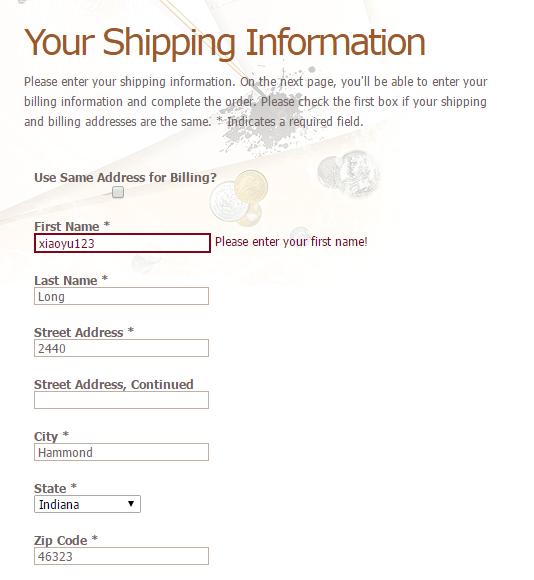 Your Shipping Information
Please enter your shipping information. On the next page, you'll be able to enter your
billing information and complete the order. Please check the first box if your shipping
and billing addresses are the same. * Indicates a required field.
Use Same Address for Billing?
First Name *
xiaoyu123 Please enter your first name!
Last Name *
Long
Street Address *
2440
Street Address, Continued
City *
Hammond
State *
Indiana
Zip Code *
46323